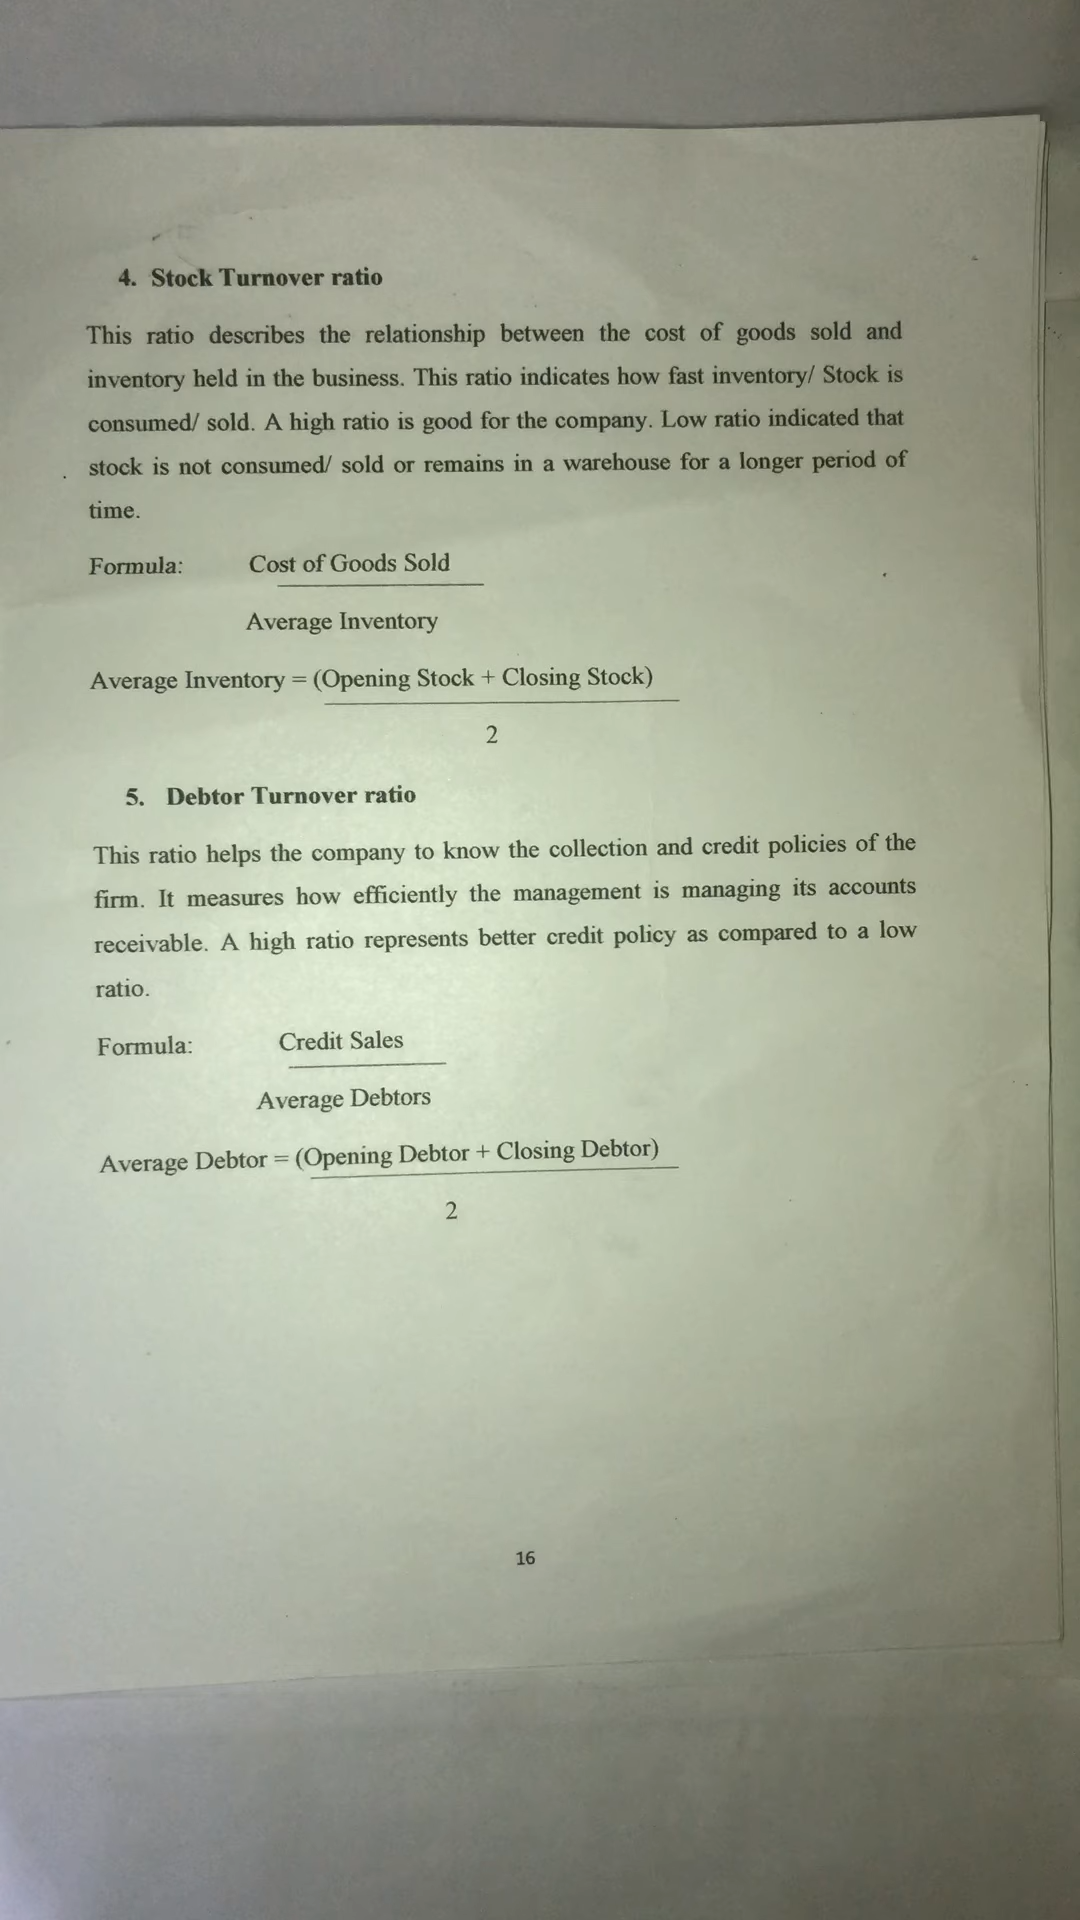 4. Stock Turnover ratio
This ratio describes the relationship between the cost of goods sold and
inventory held in the business. This ratio indicates how fast inventory/ Stock is
consumed/ sold. A high ratio is good for the company. Low ratio indicated that
stock is not consumed/ sold or remains in a warehouse for a longer period of
time.
Formula: Cost of Goods Sold
Average Inventory
Average Inventory = (Opening Stock + Closing Stock)
2
5. Debtor Turnover ratio
This ratio helps the company to know the collection and credit policies of the
firm. It measures how efficiently the management is managing its accounts
receivable. A high ratio represents better credit policy as compared to a low
ratio.
Formula: Credit Sales
Average Debtors
Average Debtor = (Opening Debtor + Closing Debtor)
2
16